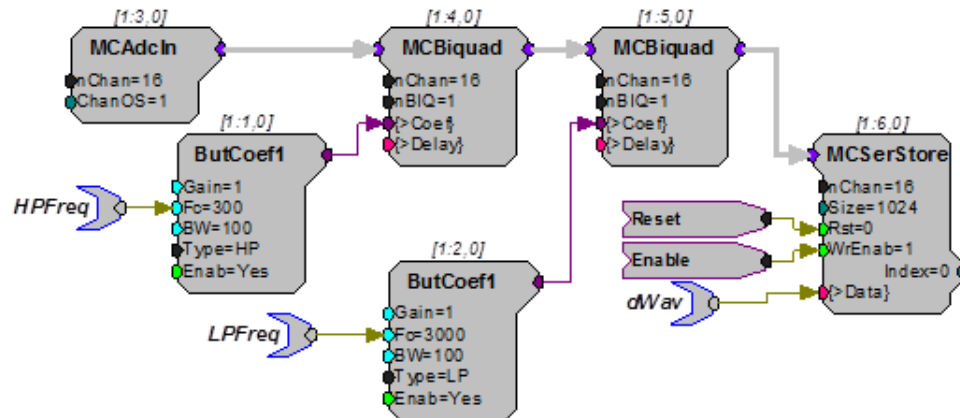 [1:3,0]
MCAdcIn
nChan=16
ChanOS=1
[1:4,0]
MCBiquad
nChan=16
nBIQ=1
{>Coef}
{>Delay}
[1:5,0]
MCBiquad
nChan=16
nBIQ=1
{>Coef}
{>Delay}
[1:1,0]
ButCoef1
Gain=1
Fc=300
BW=100
Type=HP
Enab=Yes
HPFreq
[1:2,0]
ButCoef1
Gain=1
Fc=3000
BW=100
Type=LP
Enab=Yes
LPFreq
[1:6,0]
MCSerStore
nChan=16
Size=1024
Rst=0
WrEnab=1
Index=0
{>Data}
Reset
Enable
dWav